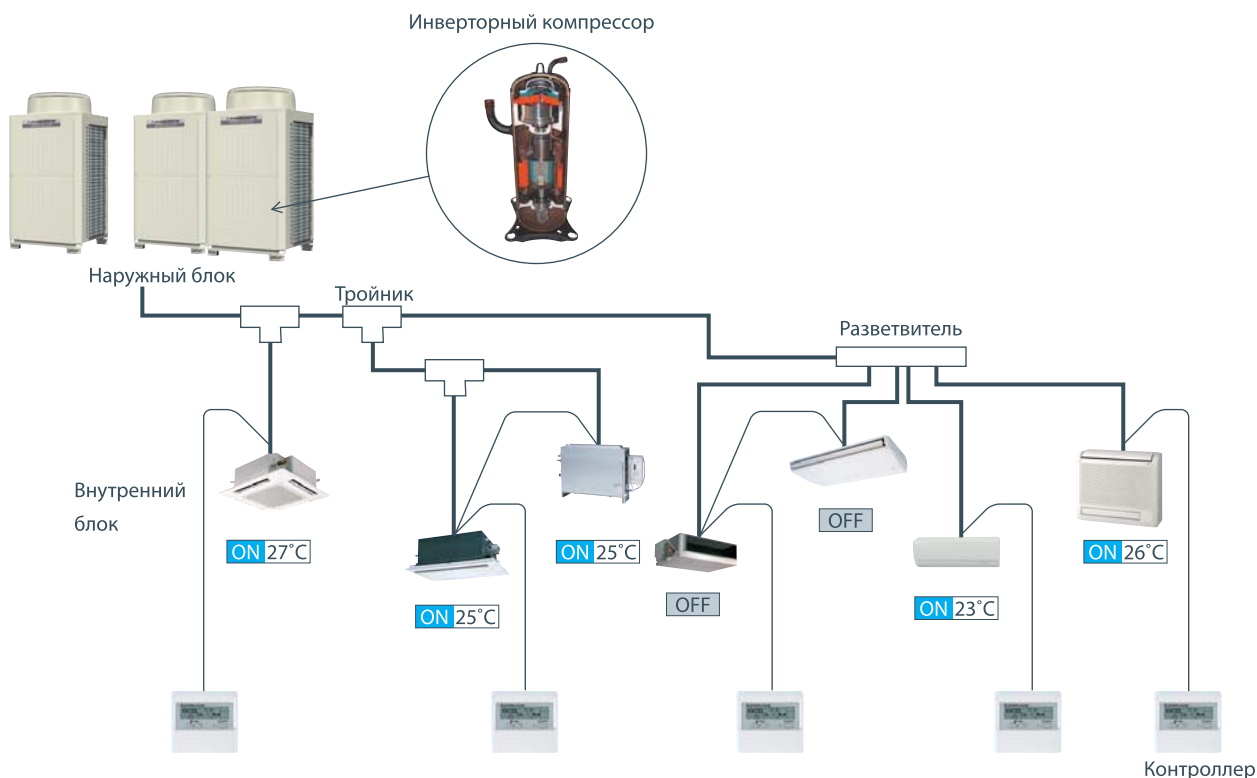 Инверторный компрессор
Наружный блок
Тройник
Разветвитель
Внутренний
блок
ON 27˚C
ON 25˚C
ON 25˚C
OFF
OFF
ON 23˚C
ON 26˚C
Контроллер